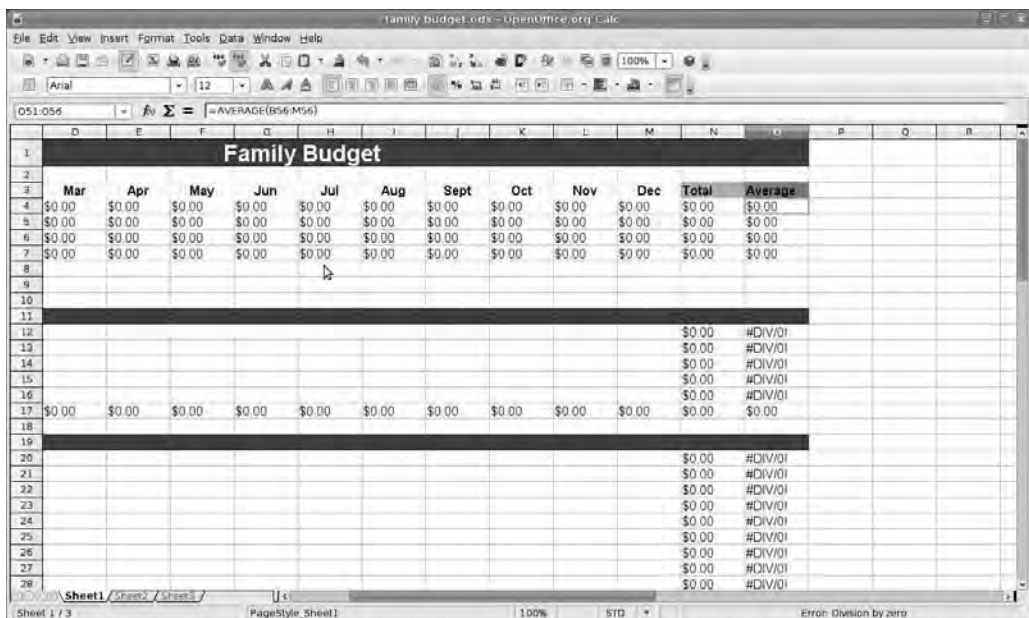 family budget.ods - OpenOffice.org Calc
File Edit View Insert Format Tools Data Window Help
100%
Arial 12
O51:O56 =AVERAGE(B56:M56)
D E F G H I J K L M N O P Q R
1 Family Budget
2
3 Mar Apr May Jun Jul Aug Sept Oct Nov Dec Total Average
4 $0.00 $0.00 $0.00 $0.00 $0.00 $0.00 $0.00 $0.00 $0.00 $0.00 $0.00 $0.00
5 $0.00 $0.00 $0.00 $0.00 $0.00 $0.00 $0.00 $0.00 $0.00 $0.00 $0.00 $0.00
6 $0.00 $0.00 $0.00 $0.00 $0.00 $0.00 $0.00 $0.00 $0.00 $0.00 $0.00 $0.00
7 $0.00 $0.00 $0.00 $0.00 $0.00 $0.00 $0.00 $0.00 $0.00 $0.00 $0.00 $0.00
8
9
10
11
12 $0.00 #DIV/0!
13 $0.00 #DIV/0!
14 $0.00 #DIV/0!
15 $0.00 #DIV/0!
16 $0.00 #DIV/0!
17 $0.00 $0.00 $0.00 $0.00 $0.00 $0.00 $0.00 $0.00 $0.00 $0.00 $0.00 $0.00
18
19
20 $0.00 #DIV/0!
21 $0.00 #DIV/0!
22 $0.00 #DIV/0!
23 $0.00 #DIV/0!
24 $0.00 #DIV/0!
25 $0.00 #DIV/0!
26 $0.00 #DIV/0!
27 $0.00 #DIV/0!
28 $0.00 #DIV/0!
Sheet1 Sheet2 Sheet3
Sheet 1 / 3 PageStyle_Sheet1 100% STD * Error: Division by zero